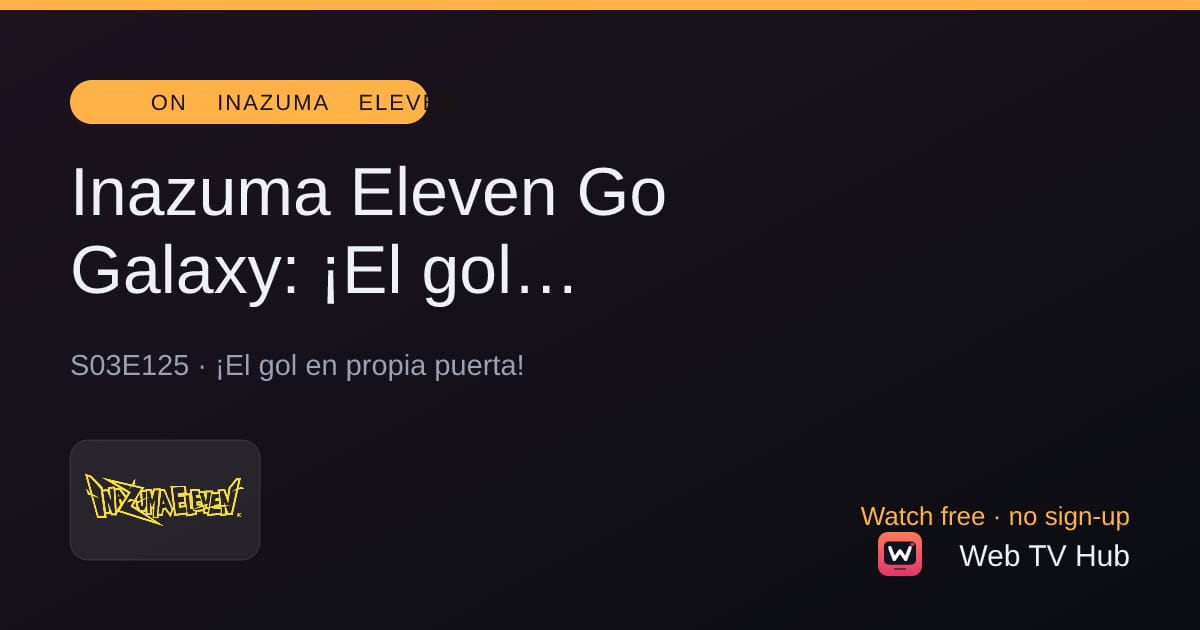 ON INAZUMA ELEVEN
Inazuma Eleven Go
Galaxy: ¡El gol…
S03E125 · ¡El gol en propia puerta!
INAZUMA ELEVEN
Watch free · no sign-up
W
Web TV Hub